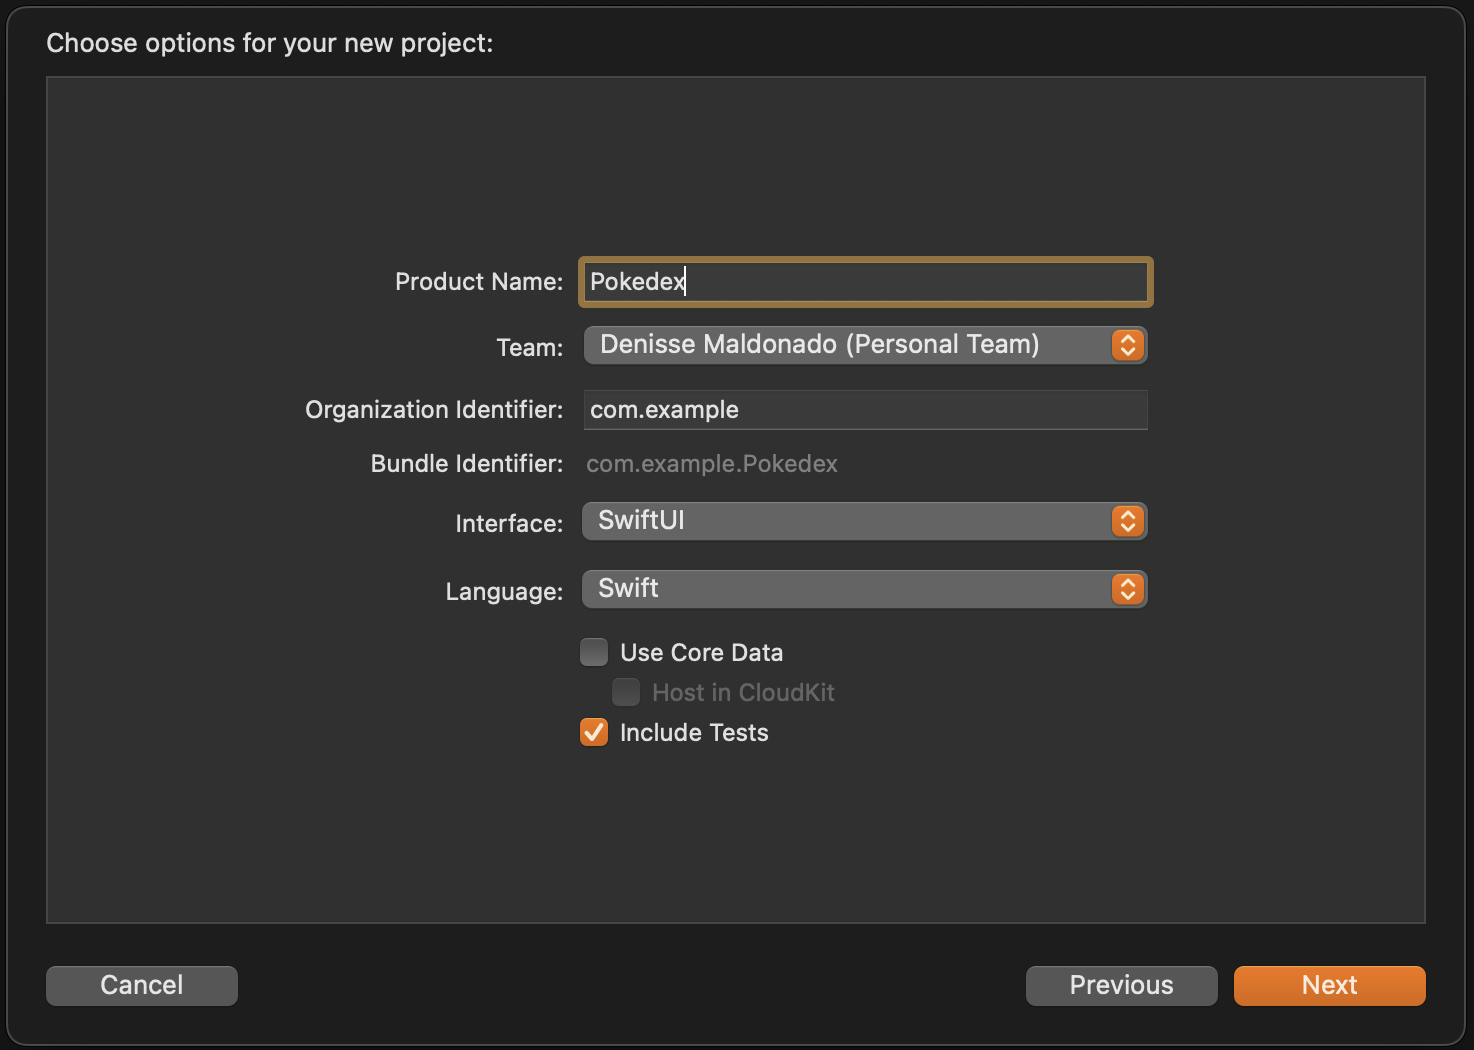 Choose options for your new project:
Product Name: Pokedex
Team: Denisse Maldonado (Personal Team)
Organization Identifier: com.example
Bundle Identifier: com.example.Pokedex
Interface: SwiftUI
Language: Swift
Use Core Data
Host in CloudKit
Include Tests
Cancel Previous Next